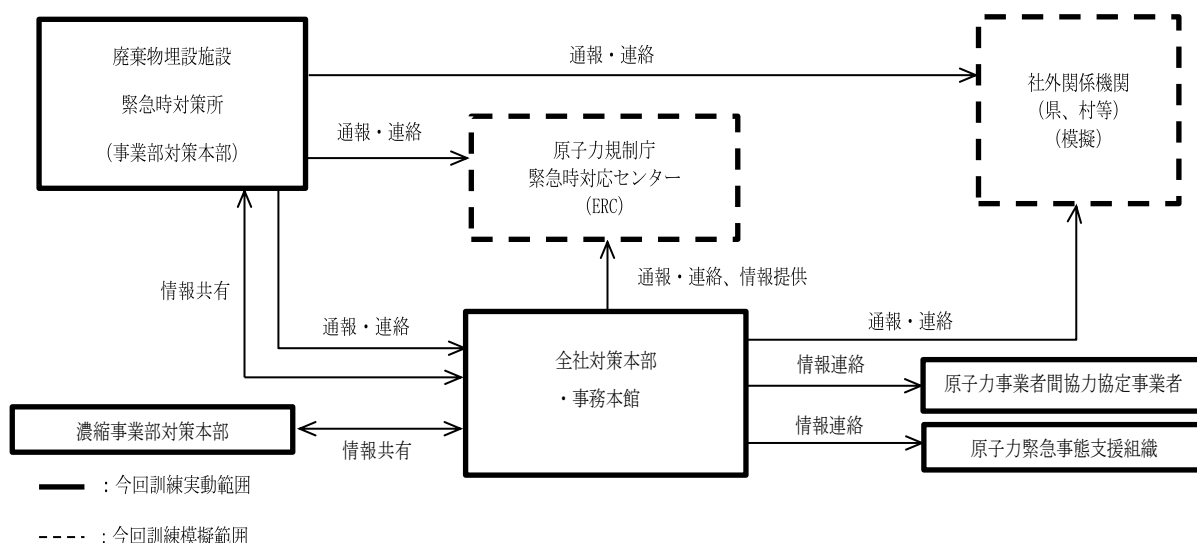 廃棄物埋設施設
緊急時対策所
(事業部対策本部)
通報・連絡
社外関係機関
(県、村等)
(模擬)
通報・連絡
原子力規制庁
緊急時対応センター
(ERC)
情報共有
通報・連絡、情報提供
通報・連絡
通報・連絡
全社対策本部
・事務本館
情報連絡
原子力事業者間協力協定事業者
濃縮事業部対策本部
情報共有
情報連絡
原子力緊急事態支援組織
：今回訓練実動範囲
：今回訓練模擬範囲